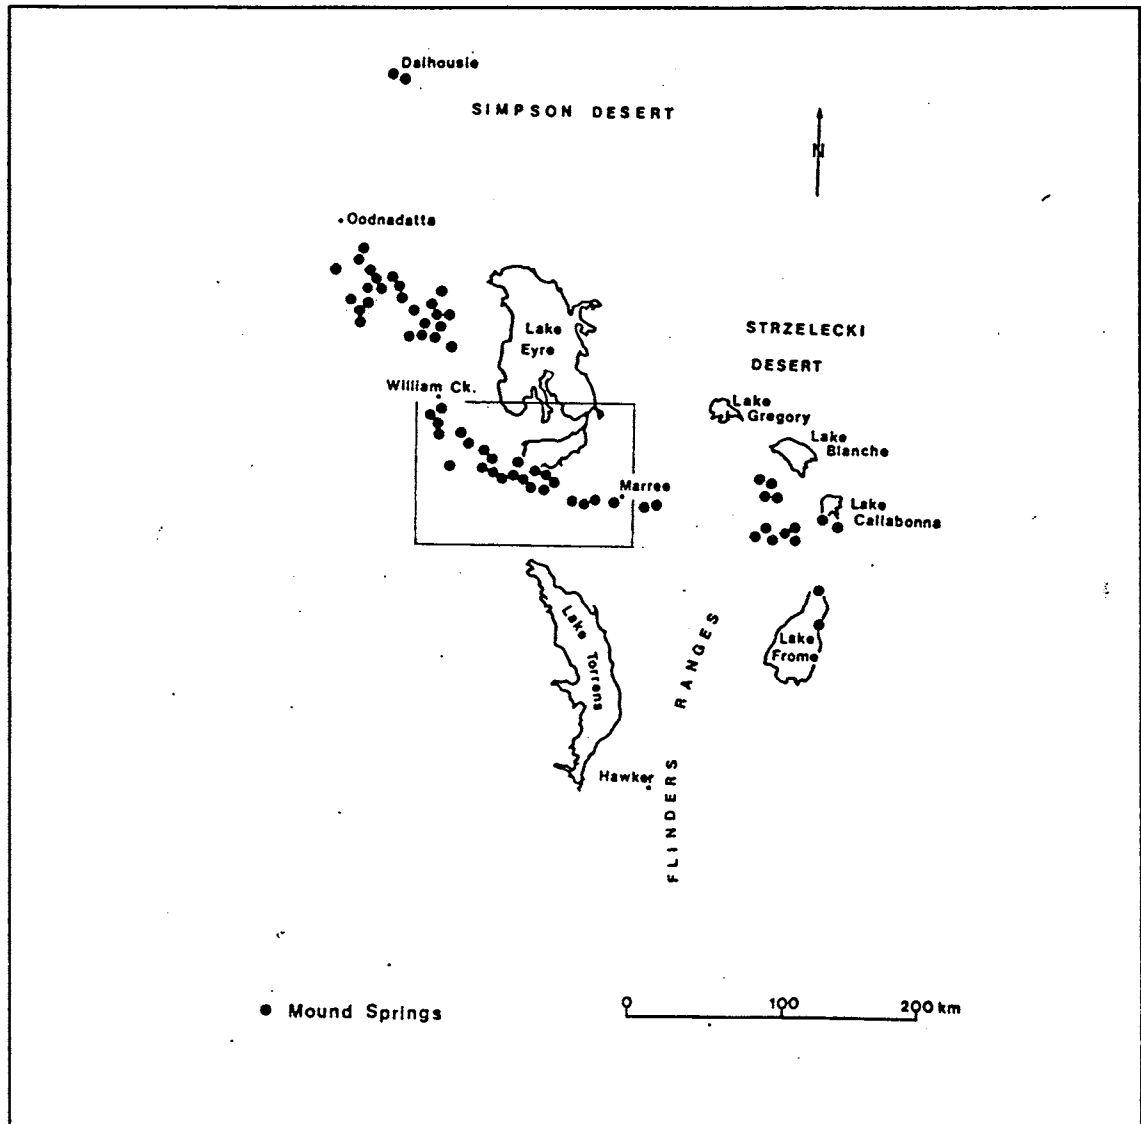 Dalhousie
SIMPSON DESERT
N
Oodnadatta
Lake
Eyre
STRZELECKI
DESERT
William Ck.
Lake
Gregory
Lake
Blanche
Marree
Lake
Callabonna
Lake Torrens
FLINDERS RANGES
Lake
Frome
Hawker
Mound Springs
0 100 200 km